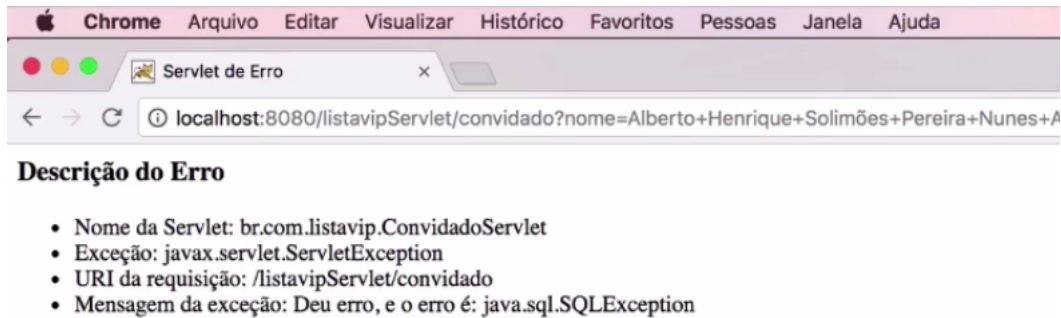 Chrome Arquivo Editar Visualizar Histórico Favoritos Pessoas Janela Ajuda
Servlet de Erro
localhost:8080/listavipServlet/convidado?nome=Alberto+Henrique+Solimões+Pereira+Nunes+A
Descrição do Erro
• Nome da Servlet: br.com.listavip.ConvidadoServlet
• Exceção: javax.servlet.ServletException
• URI da requisição: /listavipServlet/convidado
• Mensagem da exceção: Deu erro, e o erro é: java.sql.SQLException